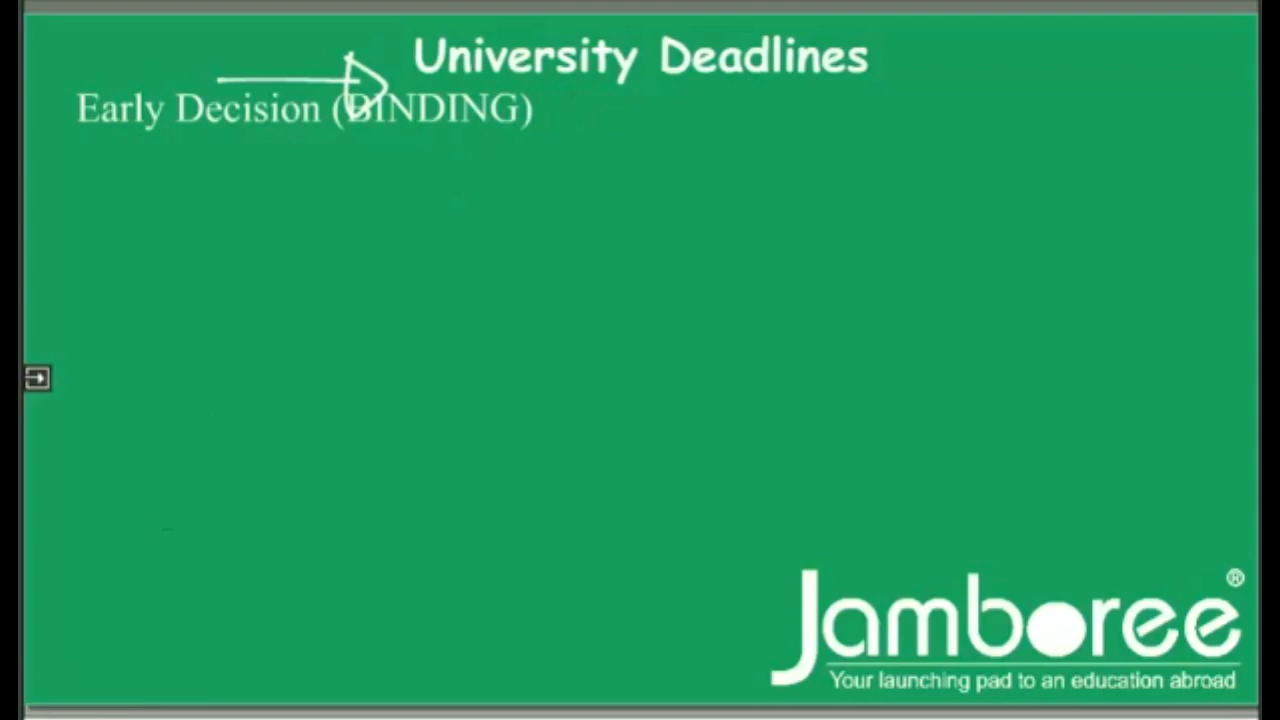 University Deadlines
Early Decision (BINDING)
Jamboree®
Your launching pad to an education abroad